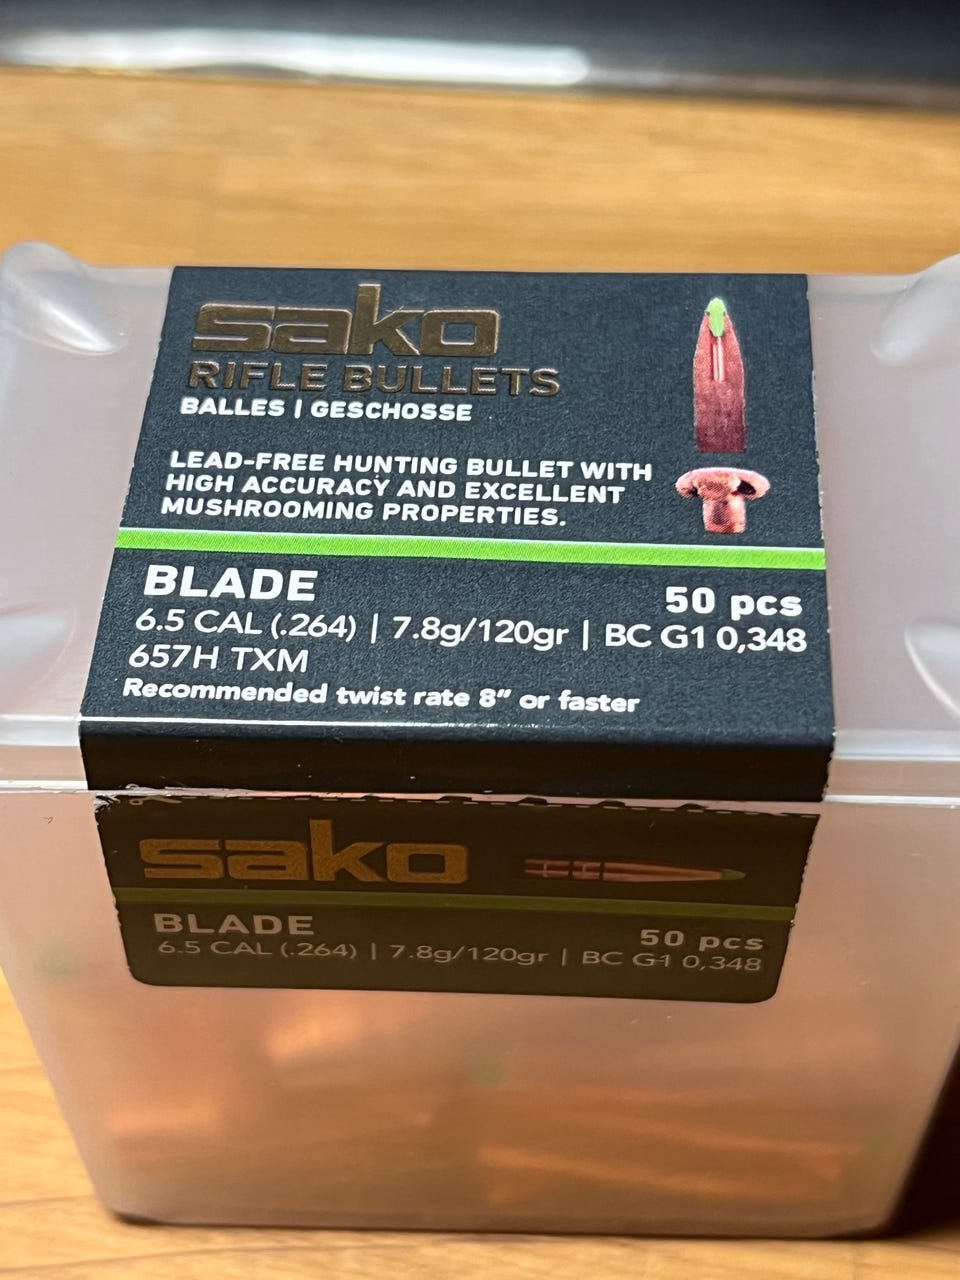 sako
RIFLE BULLETS
BALLES | GESCHOSSE
LEAD-FREE HUNTING BULLET WITH
HIGH ACCURACY AND EXCELLENT
MUSHROOMING PROPERTIES.
BLADE
50 pcs
6.5 CAL (.264) | 7.8g/120gr | BC G1 0,348
657H TXM
Recommended twist rate 8” or faster
sako
BLADE
50 pcs
6.5 CAL (.264) | 7.8g/120gr | BC G1 0,348